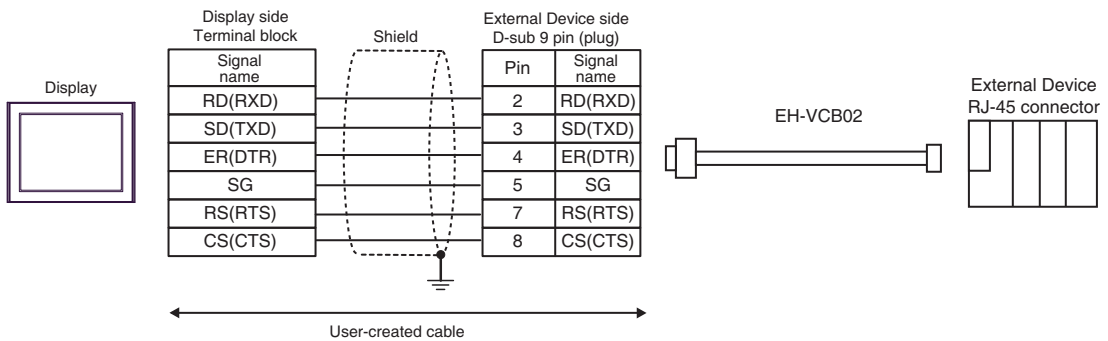 Display
Display side
Terminal block
Shield
External Device side
D-sub 9 pin (plug)
Signal name
Pin
Signal name
RD(RXD) 2 RD(RXD)
SD(TXD) 3 SD(TXD)
ER(DTR) 4 ER(DTR)
SG 5 SG
RS(RTS) 7 RS(RTS)
CS(CTS) 8 CS(CTS)
User-created cable
EH-VCB02
External Device
RJ-45 connector